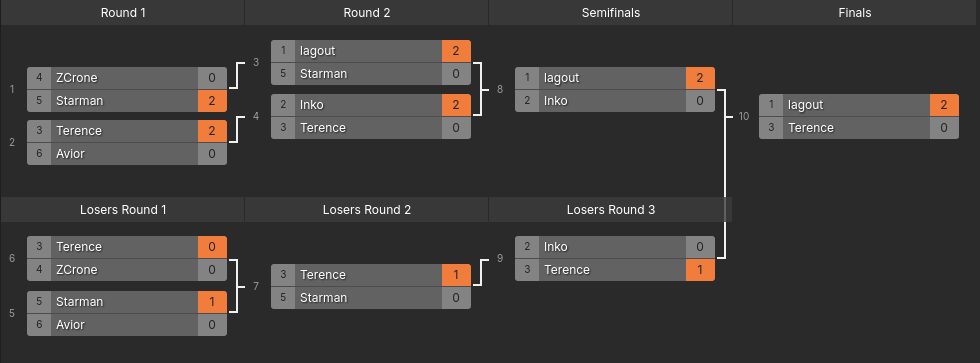 Round 1
Round 2
Semifinals
Finals
1
4 ZCrone 0
5 Starman 2
2
3 Terence 2
6 Avior 0
3
1 lagout 2
5 Starman 0
4
2 Inko 2
3 Terence 0
8
1 lagout 2
2 Inko 0
10
1 lagout 2
3 Terence 0
Losers Round 1
Losers Round 2
Losers Round 3
6
3 Terence 0
4 ZCrone 0
5
5 Starman 1
6 Avior 0
7
3 Terence 1
5 Starman 0
9
2 Inko 0
3 Terence 1